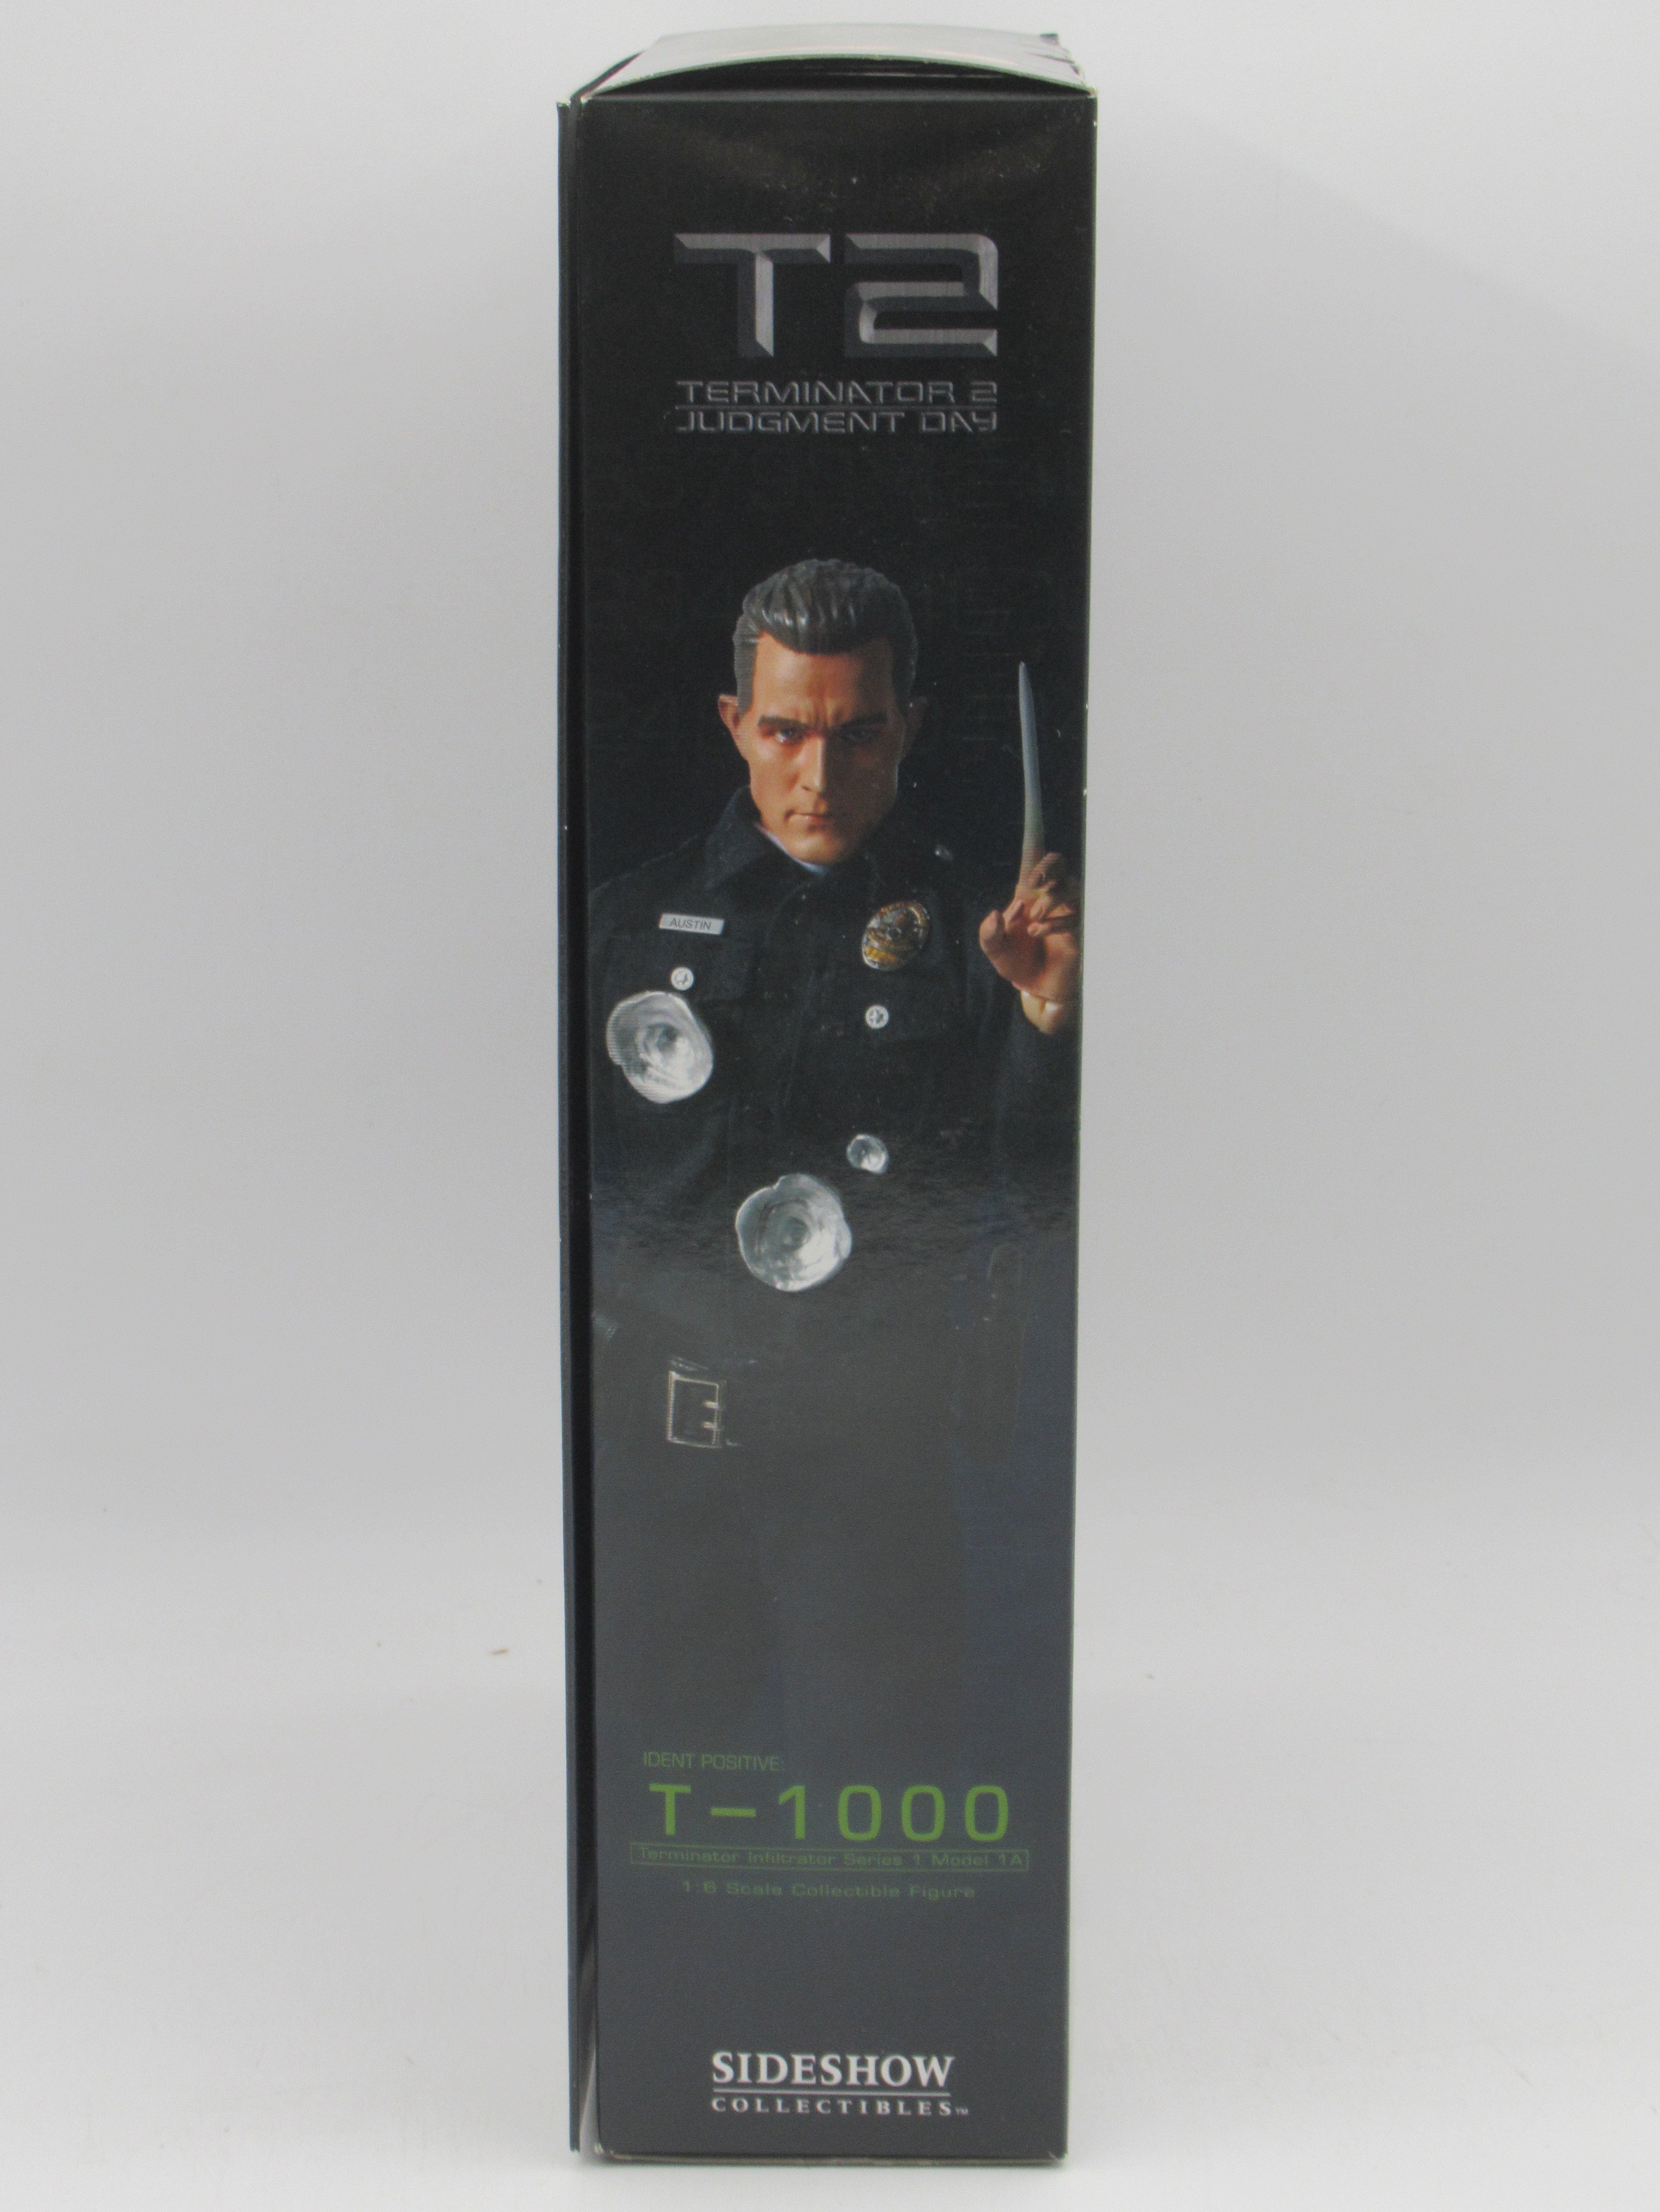 T2
TERMINATOR 2
JUDGMENT DAY
AUSTIN
IDENT POSITIVE:
T-1000
Terminator Infiltrator Series 1 Model 1A
1:6 Scale Collectible Figure
SIDESHOW
COLLECTIBLES™